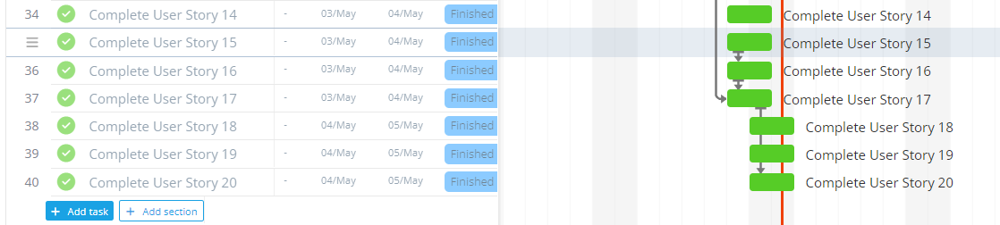 34 Complete User Story 14 - 03/May 04/May Finished Complete User Story 14
Complete User Story 15 - 03/May 04/May Finished Complete User Story 15
36 Complete User Story 16 - 03/May 04/May Finished Complete User Story 16
37 Complete User Story 17 - 03/May 04/May Finished Complete User Story 17
38 Complete User Story 18 - 04/May 05/May Finished Complete User Story 18
39 Complete User Story 19 - 04/May 05/May Finished Complete User Story 19
40 Complete User Story 20 - 04/May 05/May Finished Complete User Story 20
+ Add task + Add section